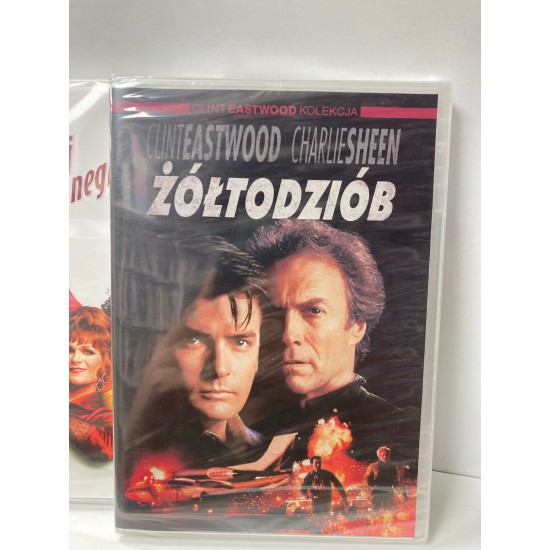 CLINT EASTWOOD KOLEKCJA
CLINTEASTWOOD CHARLIESHEEN
ŻÓŁTODZIÓB